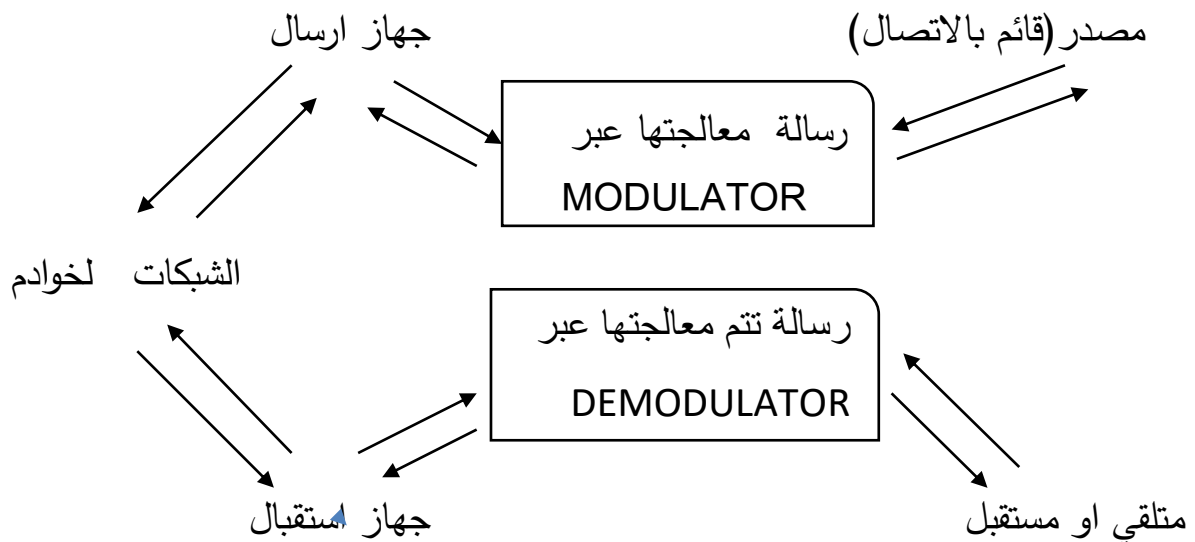 مصدر (قائم بالاتصال)
جهاز ارسال
رسالة معالجتها عبر
MODULATOR
الشبكات لخوادم
رسالة تتم معالجتها عبر
DEMODULATOR
جهاز استقبال
متلقي او مستقبل